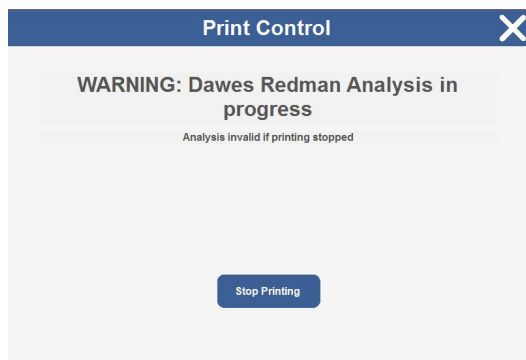 Print Control
WARNING: Dawes Redman Analysis in
progress
Analysis invalid if printing stopped
Stop Printing